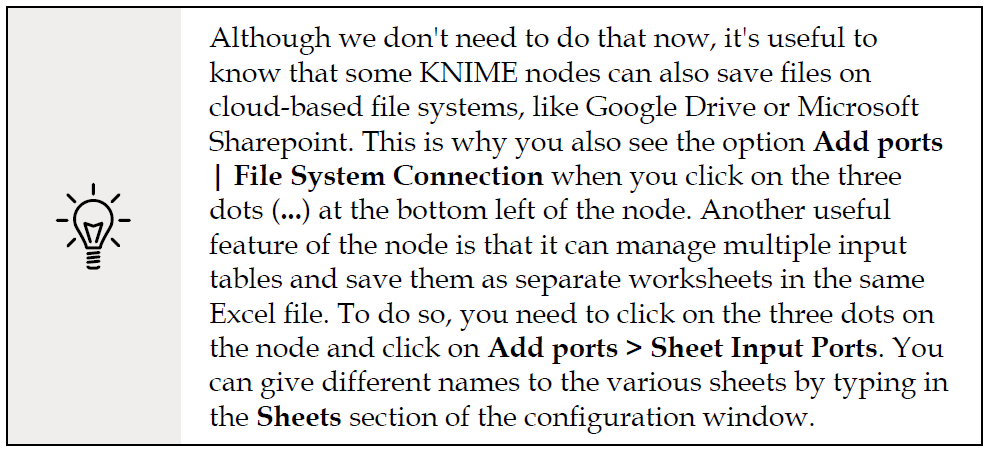 Although we don't need to do that now, it's useful to
know that some KNIME nodes can also save files on
cloud-based file systems, like Google Drive or Microsoft
Sharepoint. This is why you also see the option Add ports
| File System Connection when you click on the three
dots (...) at the bottom left of the node. Another useful
feature of the node is that it can manage multiple input
tables and save them as separate worksheets in the same
Excel file. To do so, you need to click on the three dots on
the node and click on Add ports > Sheet Input Ports. You
can give different names to the various sheets by typing in
the Sheets section of the configuration window.